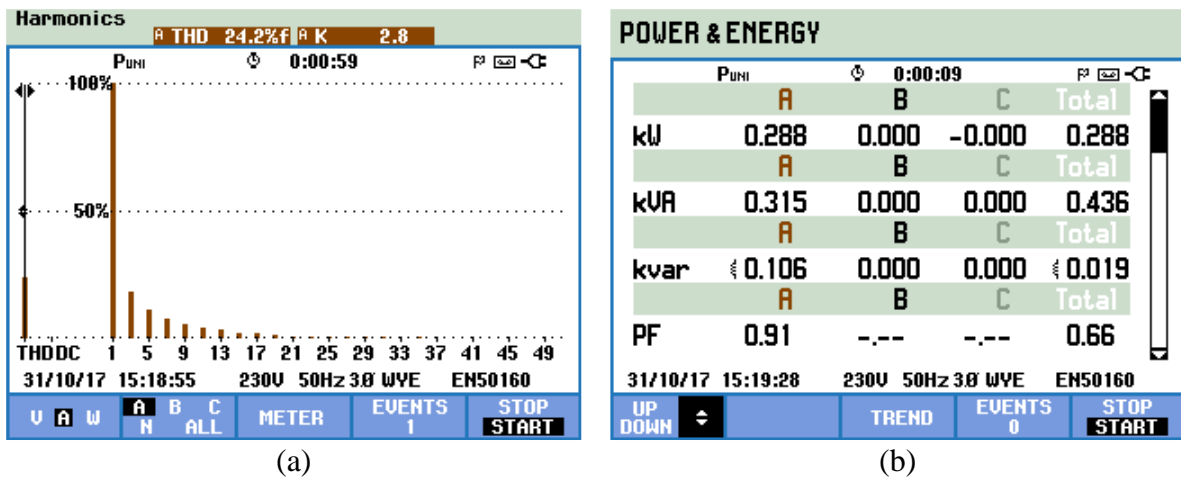 Harmonics
A THD 24.2%f A K 2.8
PUNI 0:00:59
100%
50%
THDDC 1 5 9 13 17 21 25 29 33 37 41 45 49
31/10/17 15:18:55 230V 50Hz 3Ø WYE EN50160
V A W A B C N ALL METER EVENTS 1 STOP START
(a)
POWER & ENERGY
PUNI 0:00:09
A B C Total
kW 0.288 0.000 -0.000 0.288
A B C Total
kVA 0.315 0.000 0.000 0.436
A B C Total
kvar 0.106 0.000 0.000 0.019
A B C Total
PF 0.91 -.-- -.-- 0.66
31/10/17 15:19:28 230V 50Hz 3Ø WYE EN50160
UP DOWN TREND EVENTS 0 STOP START
(b)